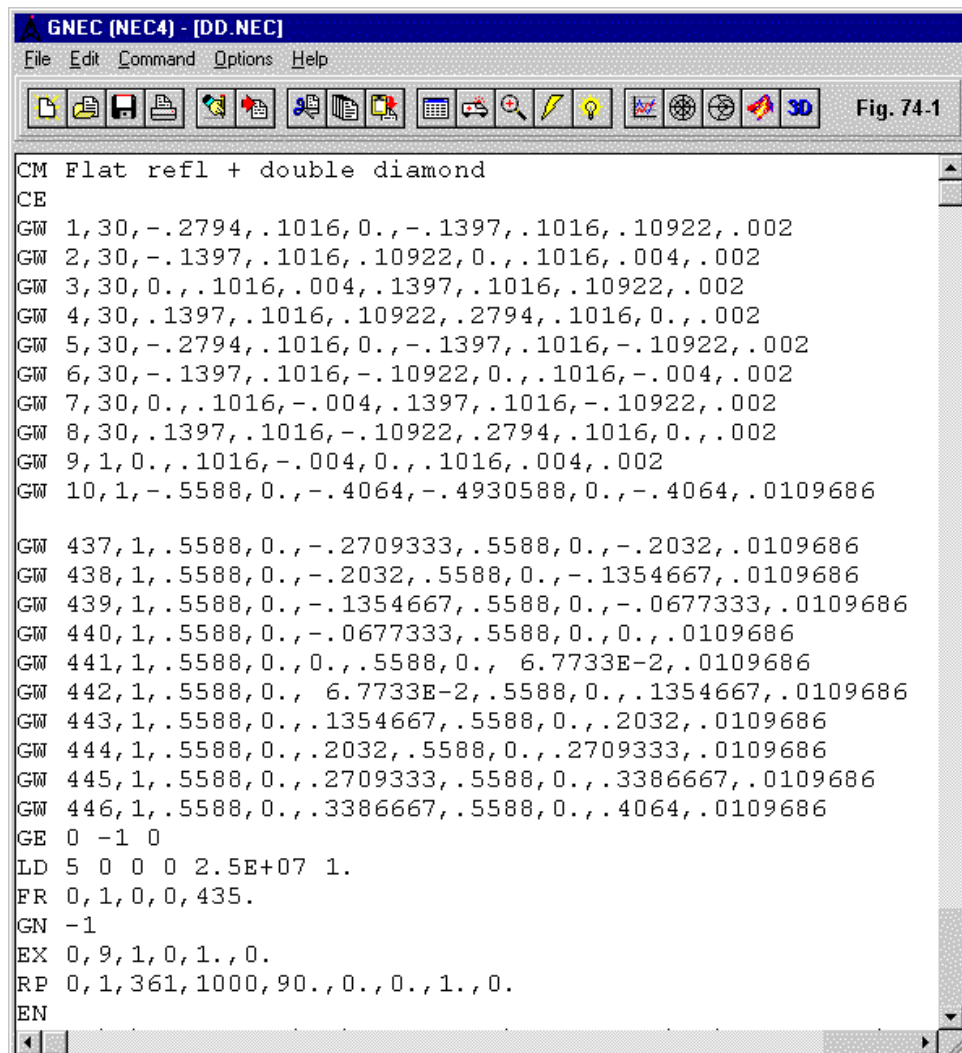 GNEC (NEC4) - [DD.NEC]
File Edit Command Options Help
3D Fig. 74-1
CM Flat refl + double diamond
CE
GW 1,30,-.2794,.1016,0.,-.1397,.1016,.10922,.002
GW 2,30,-.1397,.1016,.10922,0.,.1016,.004,.002
GW 3,30,0.,.1016,.004,.1397,.1016,.10922,.002
GW 4,30,.1397,.1016,.10922,.2794,.1016,0.,.002
GW 5,30,-.2794,.1016,0.,-.1397,.1016,-.10922,.002
GW 6,30,-.1397,.1016,-.10922,0.,.1016,-.004,.002
GW 7,30,0.,.1016,-.004,.1397,.1016,-.10922,.002
GW 8,30,.1397,.1016,-.10922,.2794,.1016,0.,.002
GW 9,1,0.,.1016,-.004,0.,.1016,.004,.002
GW 10,1,-.5588,0.,-.4064,-.4930588,0.,-.4064,.0109686
GW 437,1,.5588,0.,-.2709333,.5588,0.,-.2032,.0109686
GW 438,1,.5588,0.,-.2032,.5588,0.,-.1354667,.0109686
GW 439,1,.5588,0.,-.1354667,.5588,0.,-.0677333,.0109686
GW 440,1,.5588,0.,-.0677333,.5588,0.,0.,.0109686
GW 441,1,.5588,0.,0.,.5588,0., 6.7733E-2,.0109686
GW 442,1,.5588,0., 6.7733E-2,.5588,0.,.1354667,.0109686
GW 443,1,.5588,0.,.1354667,.5588,0.,.2032,.0109686
GW 444,1,.5588,0.,.2032,.5588,0.,.2709333,.0109686
GW 445,1,.5588,0.,.2709333,.5588,0.,.3386667,.0109686
GW 446,1,.5588,0.,.3386667,.5588,0.,.4064,.0109686
GE 0 -1 0
LD 5 0 0 0 2.5E+07 1.
FR 0,1,0,0,435.
GN -1
EX 0,9,1,0,1.,0.
RP 0,1,361,1000,90.,0.,0.,1.,0.
EN